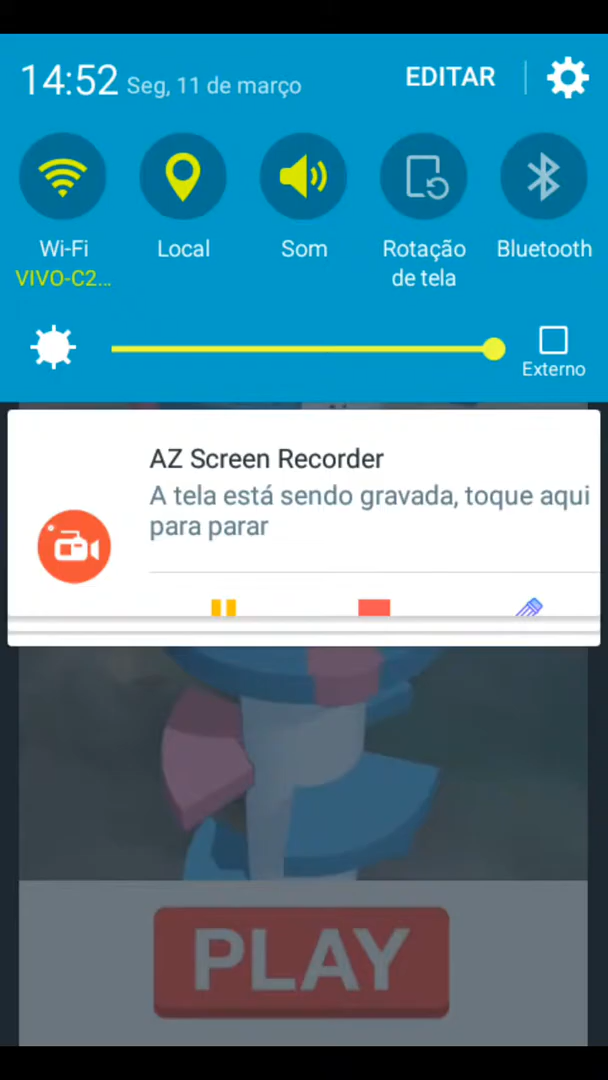 14:52 Seg, 11 de março EDITAR
Wi-Fi Local Som Rotação de tela Bluetooth
VIVO-C2...
Externo
AZ Screen Recorder
A tela está sendo gravada, toque aqui
para parar
PLAY